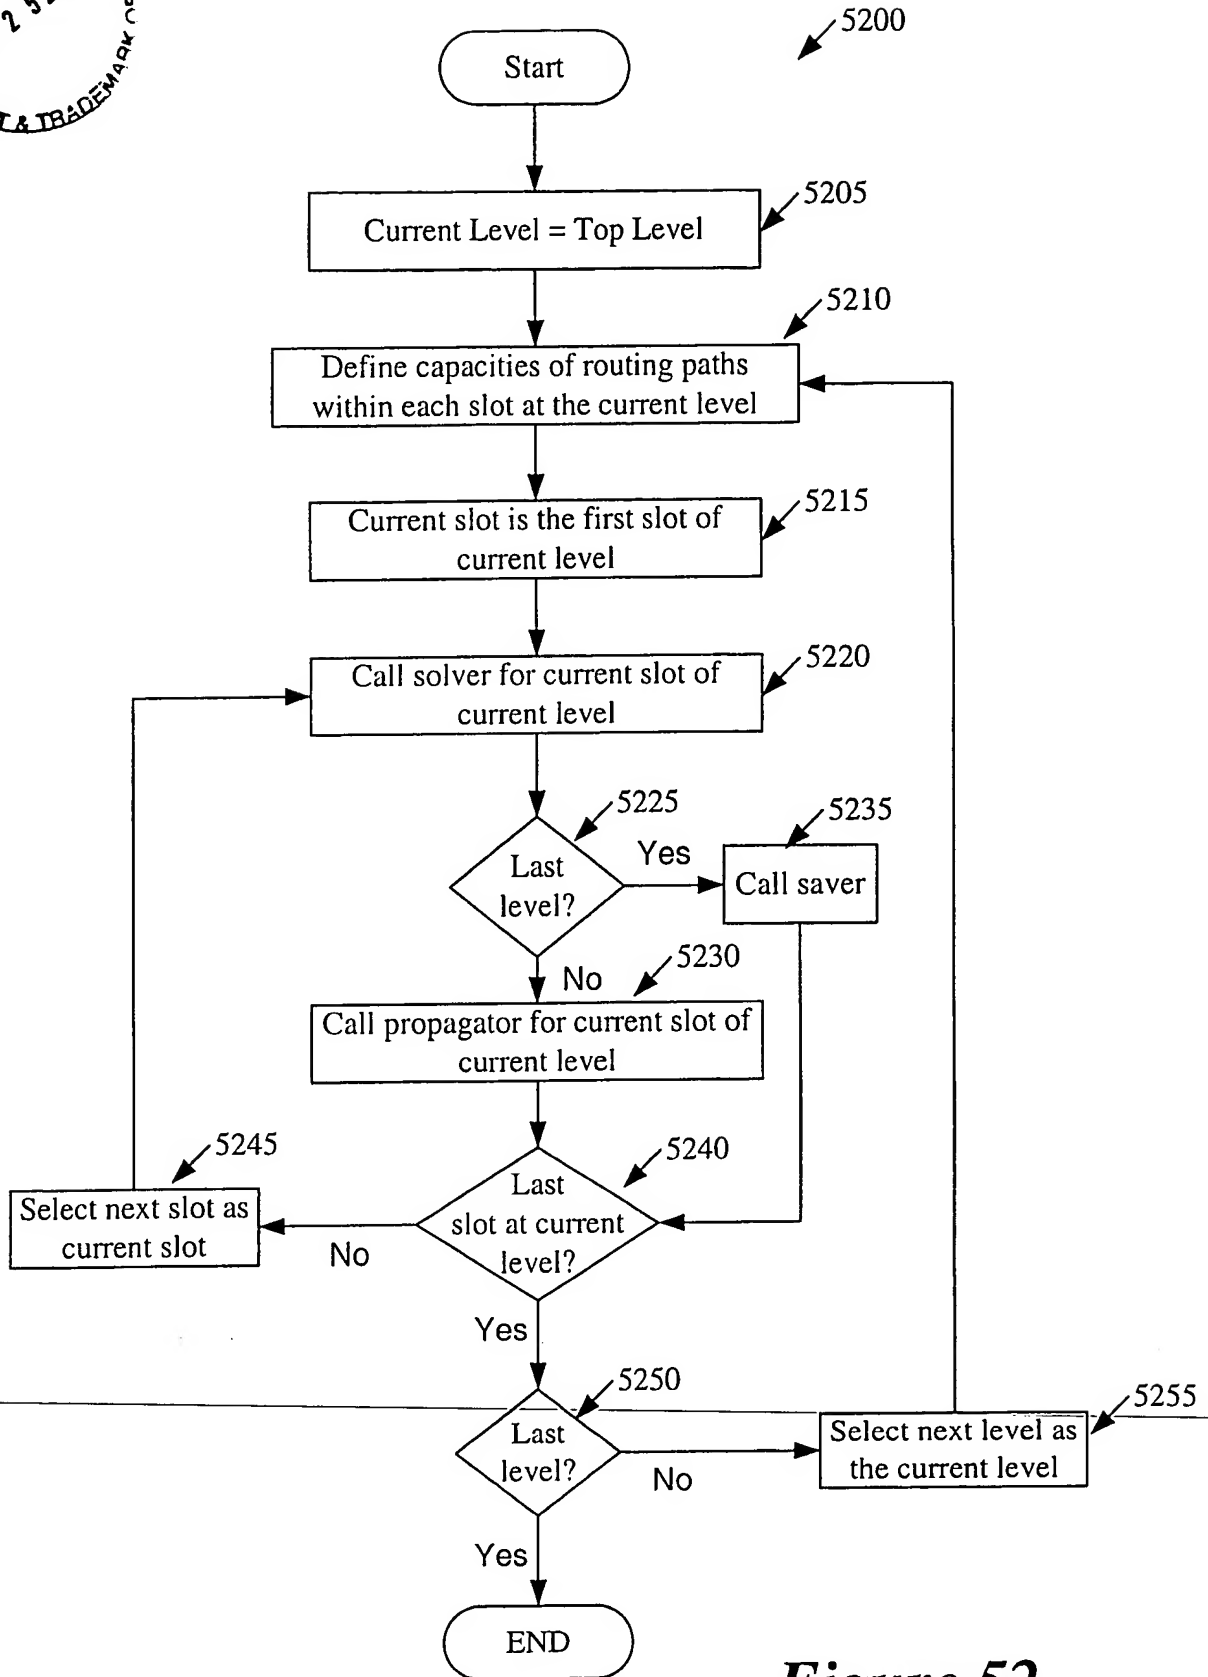 T & TRADEMARK
5200
Start
5205
Current Level = Top Level
5210
Define capacities of routing paths
within each slot at the current level
5215
Current slot is the first slot of
current level
5220
Call solver for current slot of
current level
5225
Last
level?
Yes
5235
Call saver
No
5230
Call propagator for current slot of
current level
5240
Last
slot at current
level?
5245
Select next slot as
current slot
No
Yes
5250
Last
level?
No
5255
Select next level as
the current level
Yes
END
Figure 52